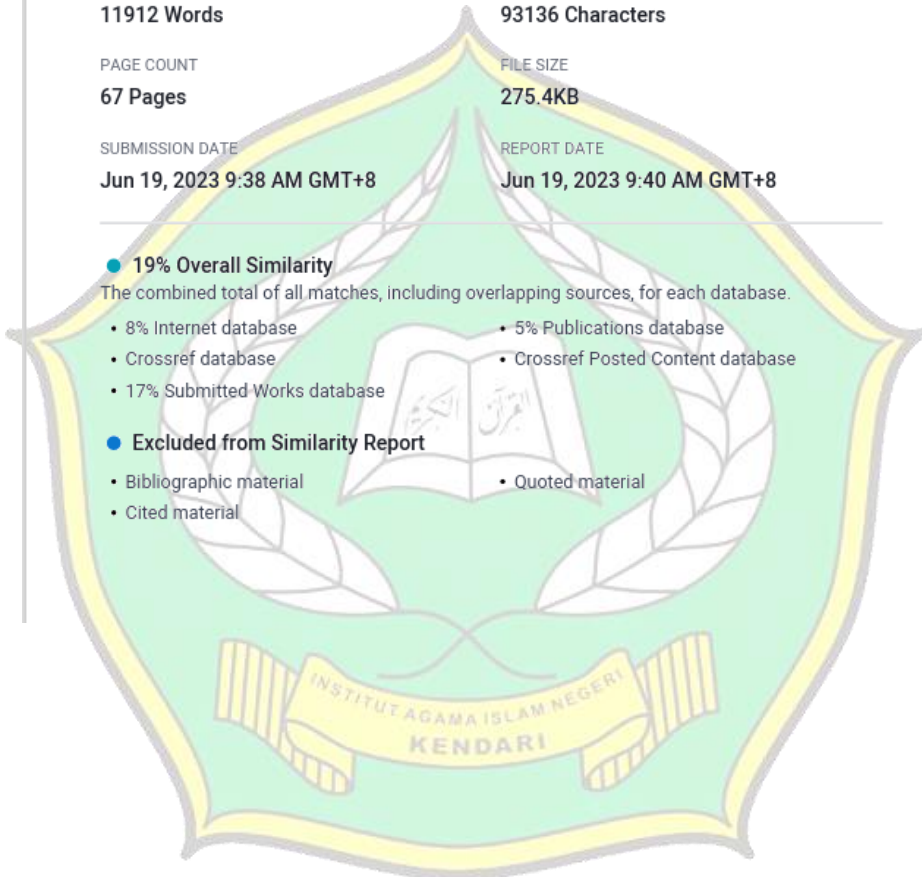 11912 Words
93136 Characters
PAGE COUNT
FILE SIZE
67 Pages
275.4KB
SUBMISSION DATE
REPORT DATE
Jun 19, 2023 9:38 AM GMT+8
Jun 19, 2023 9:40 AM GMT+8
● 19% Overall Similarity
The combined total of all matches, including overlapping sources, for each database.
• 8% Internet database
• 5% Publications database
• Crossref database
• Crossref Posted Content database
• 17% Submitted Works database
القرآن الكريم
● Excluded from Similarity Report
• Bibliographic material
• Quoted material
• Cited material
INSTITUT AGAMA ISLAM NEGERI
KENDARI